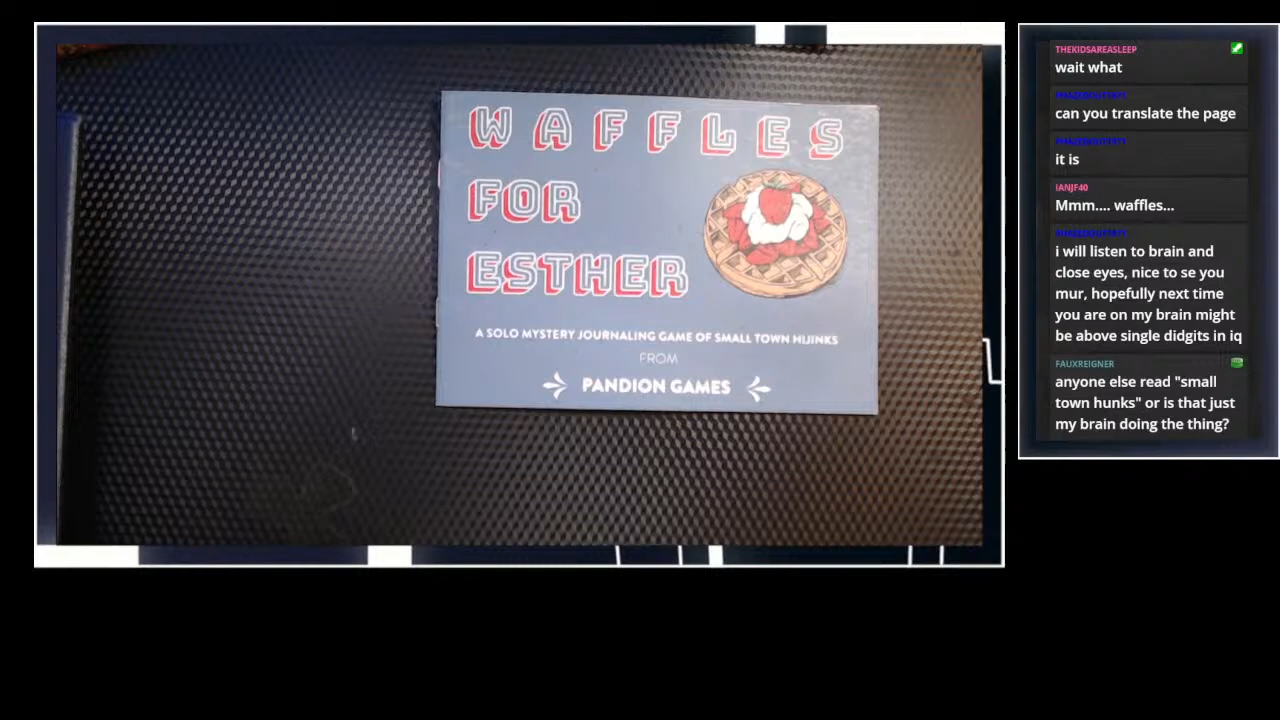 WAFFLES
FOR
ESTHER
A SOLO MYSTERY JOURNALING GAME OF SMALL TOWN HIJINKS
FROM
PANDION GAMES
THEKIDSAREASLEEP
wait what
can you translate the page
it is
IANJF40
Mmm.... waffles...
i will listen to brain and
close eyes, nice to se you
mur, hopefully next time
you are on my brain might
be above single didgits in iq
FAUXREIGNER
anyone else read "small
town hunks" or is that just
my brain doing the thing?